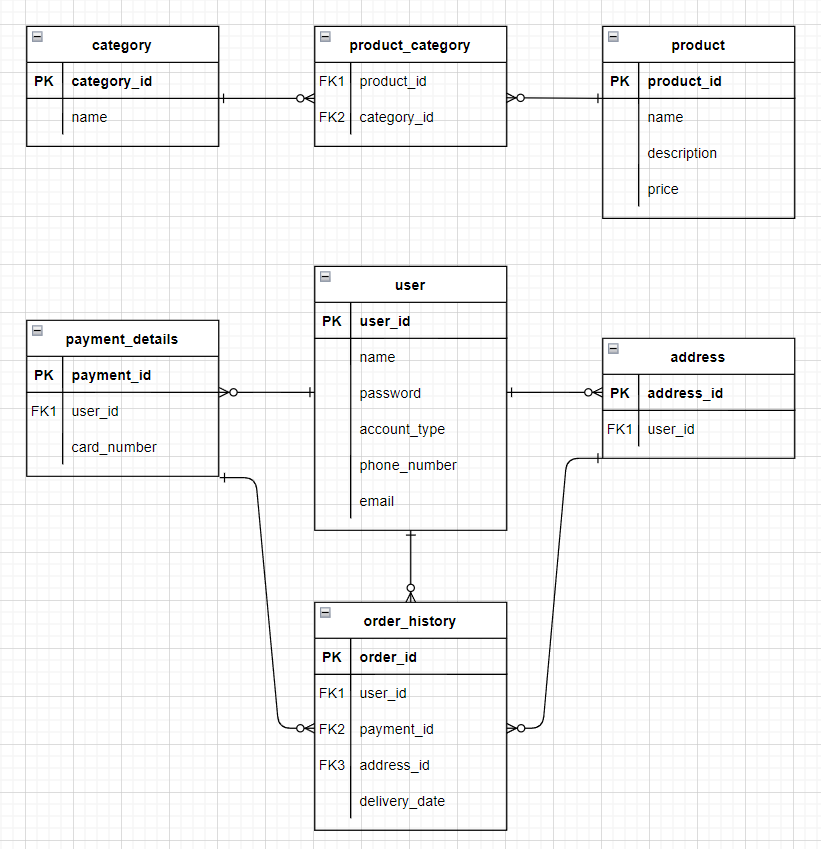 category
PK category_id
name
product_category
FK1 product_id
FK2 category_id
product
PK product_id
name
description
price
payment_details
PK payment_id
FK1 user_id
card_number
user
PK user_id
name
password
account_type
phone_number
email
address
PK address_id
FK1 user_id
order_history
PK order_id
FK1 user_id
FK2 payment_id
FK3 address_id
delivery_date